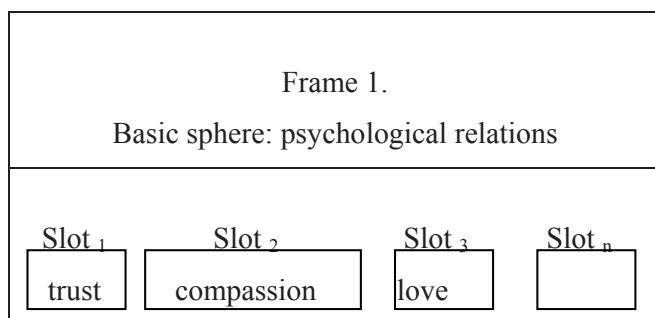 Frame 1.
Basic sphere: psychological relations
Slot 1 Slot 2 Slot 3 Slot n
trust compassion love